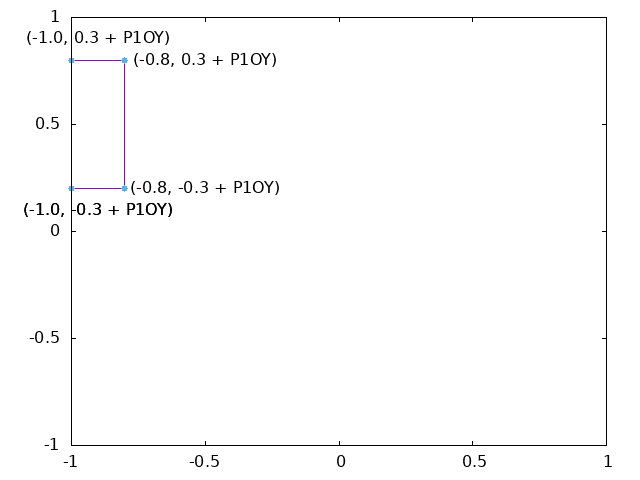 1
(-1.0, 0.3 + P1OY)
(-0.8, 0.3 + P1OY)
0.5
(-0.8, -0.3 + P1OY)
(-1.0, -0.3 + P1OY)
0
-0.5
-1
-1 -0.5 0 0.5 1